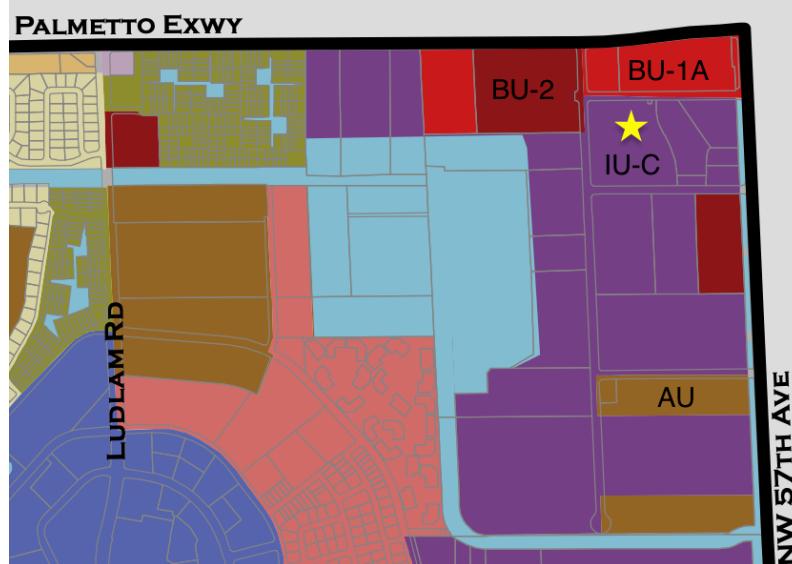 PALMETTO EXWY
BU-2
BU-1A
IU-C
LUDLAM RD
AU
NW 57TH AVE